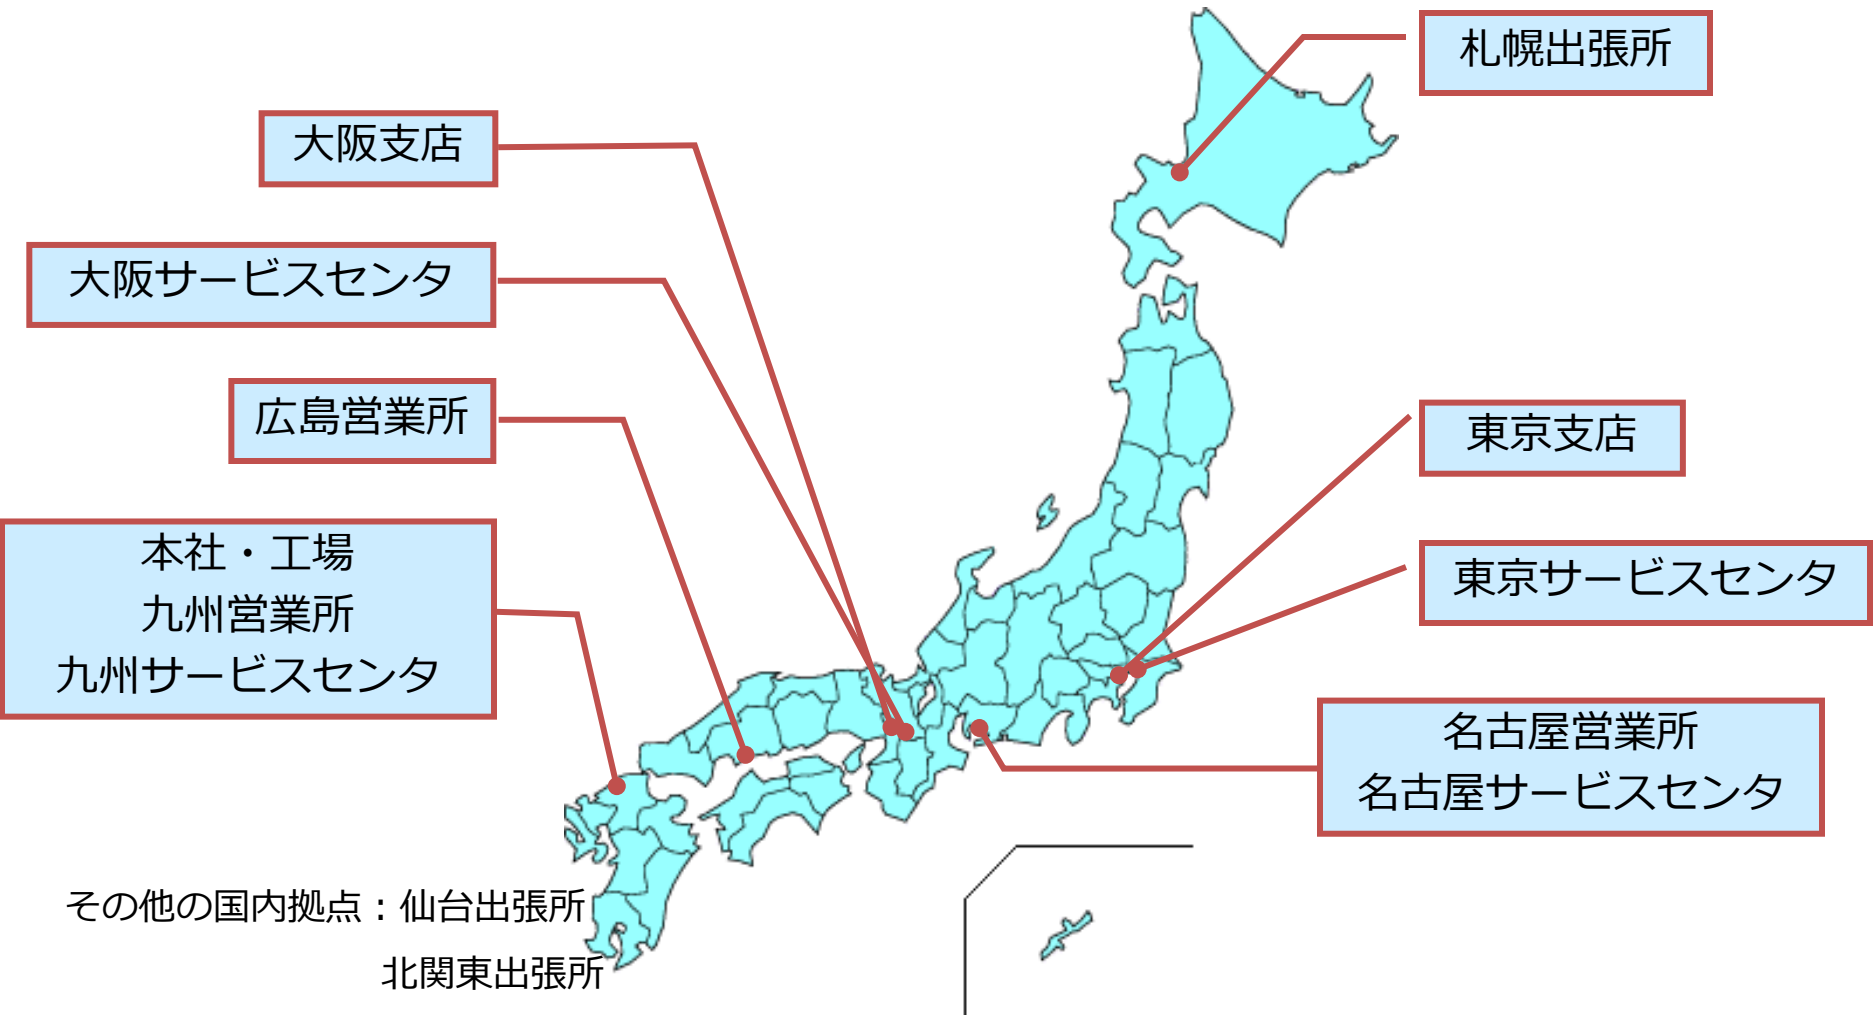 札幌出張所
大阪支店
大阪サービスセンタ
広島営業所
本社・工場
九州営業所
九州サービスセンタ
東京支店
東京サービスセンタ
名古屋営業所
名古屋サービスセンタ
その他の国内拠点：仙台出張所
北関東出張所